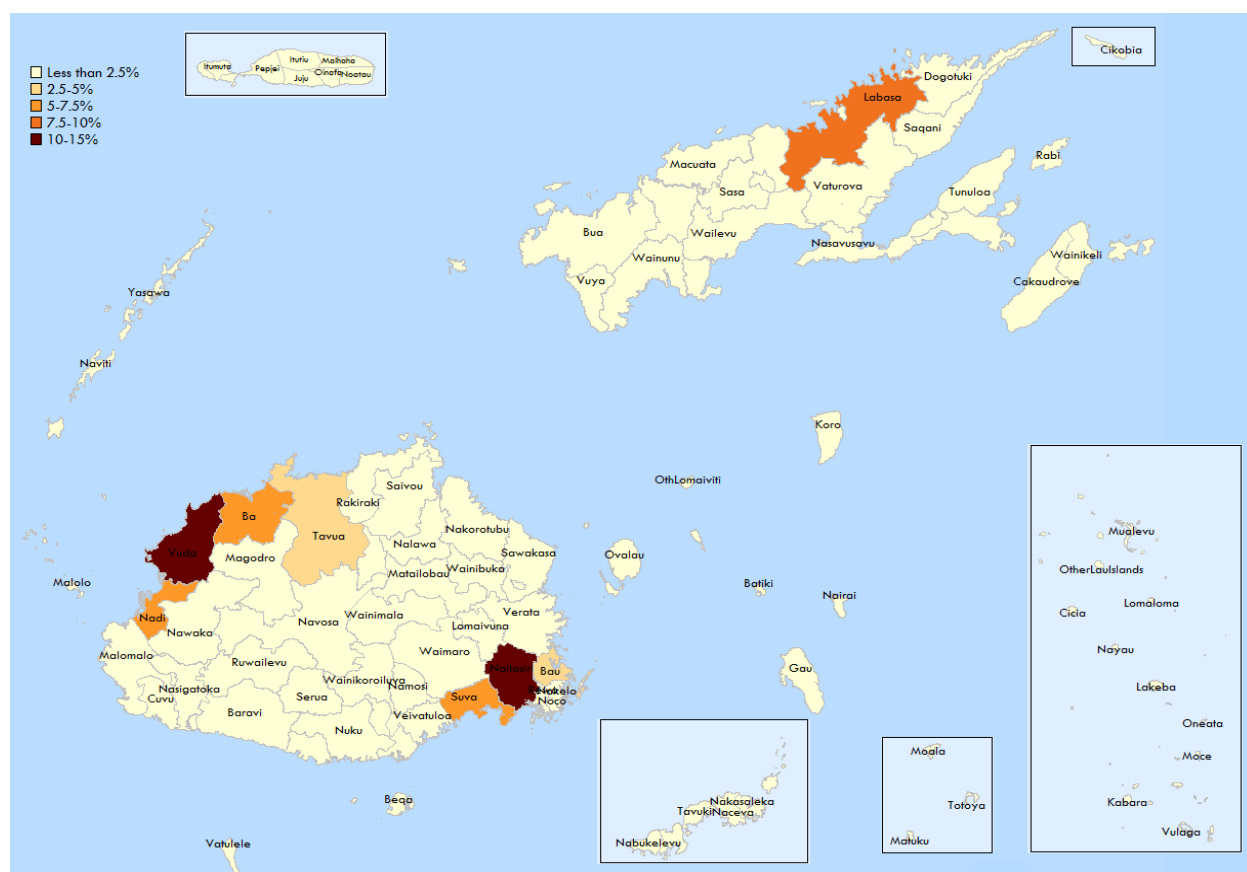 Less than 2.5%
2.5-5%
5-7.5%
7.5-10%
10-15%
Itumuta
Pepjei
Itutiu
Malhaha
Juju
Oinafa
Noatau
Cikobia
Dogotuki
Labasa
Saqani
Rabi
Macuata
Sasa
Vaturova
Tunuloa
Bua
Wailevu
Nasavusavu
Wainunu
Wainikeli
Vuya
Cakaudrove
Yasawa
Naviti
Koro
OthLomaiviti
Saivou
Rakiraki
Ba
Tavua
Nakorotubu
Vuda
Magodro
Nalawa
Sawakasa
Ovalau
Matailobau
Wainibuka
Malolo
Batiki
Nairai
Nadi
Nawaka
Navosa
Wainimala
Lomaivuna
Verata
Malomalo
Ruwailevu
Waimaro
Naitasiri
Bau
Gau
Nasigatoka
Cuvu
Wainikoroiluva
Namosi
Serua
Suva
Nakelo
Noco
Baravi
Nuku
Veivatuloa
Beqa
Vatulele
Nakasaleka
Tavuki
Naceva
Nabukelevu
Moala
Totoya
Matuku
Mualevu
OtherLauIslands
Cicia
Lomaloma
Nayau
Lakeba
Oneata
Moce
Kabara
Vulaga